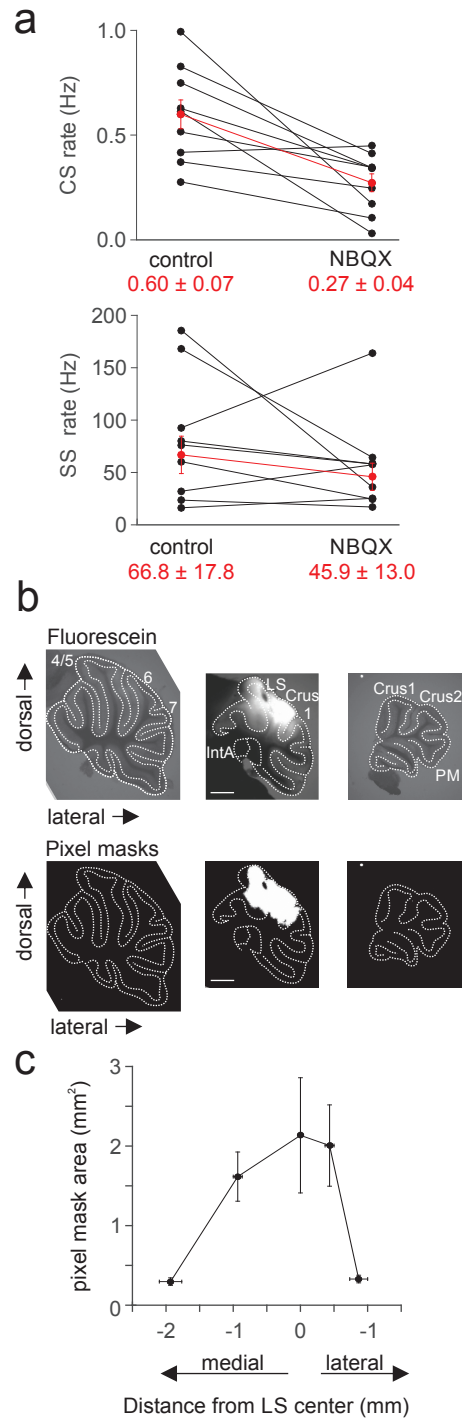 a
CS rate (Hz)
1.0
0.5
0.0
control
NBQX
0.60 ± 0.07
0.27 ± 0.04
SS rate (Hz)
200
150
100
50
0
control
NBQX
66.8 ± 17.8
45.9 ± 13.0
b
Fluorescein
dorsal
4/5
6
7
LS
Crus
1
IntA
Crus1
Crus2
PM
lateral
Pixel masks
dorsal
lateral
c
pixel mask area (mm²)
3
2
1
0
-2
-1
0
-1
medial
lateral
Distance from LS center (mm)